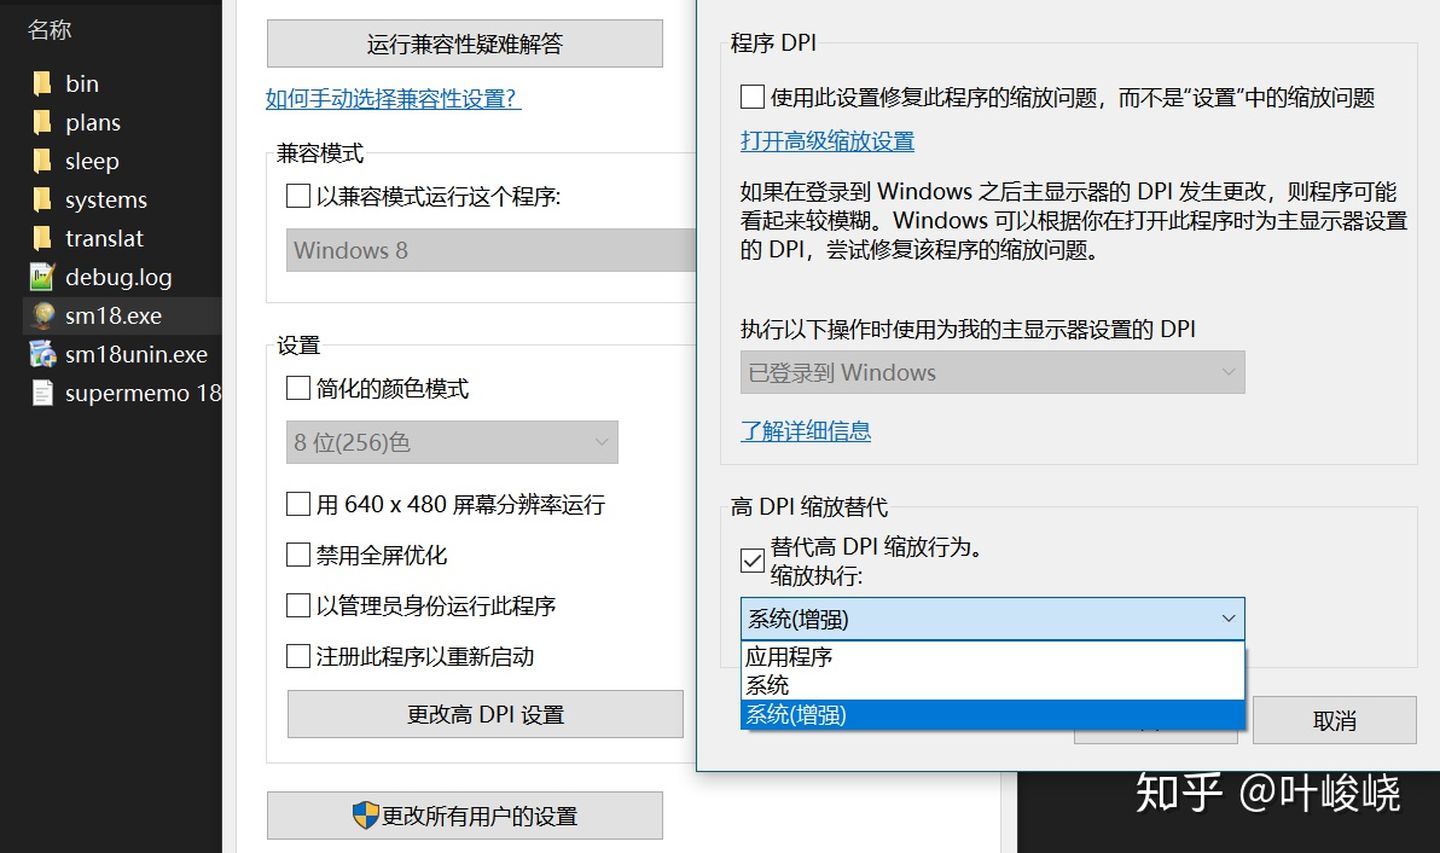 名称
bin
plans
sleep
systems
translat
debug.log
sm18.exe
sm18unin.exe
supermemo 18
运行兼容性疑难解答
如何手动选择兼容性设置?
兼容模式
以兼容模式运行这个程序:
Windows 8
设置
简化的颜色模式
8 位(256)色
用 640 x 480 屏幕分辨率运行
禁用全屏优化
以管理员身份运行此程序
注册此程序以重新启动
更改高 DPI 设置
更改所有用户的设置
程序 DPI
使用此设置修复此程序的缩放问题，而不是“设置”中的缩放问题
打开高级缩放设置
如果在登录到 Windows 之后主显示器的 DPI 发生更改，则程序可能
看起来较模糊。Windows 可以根据你在打开此程序时为主显示器设置
的 DPI，尝试修复该程序的缩放问题。
执行以下操作时使用为我的主显示器设置的 DPI
已登录到 Windows
了解详细信息
高 DPI 缩放替代
替代高 DPI 缩放行为。
缩放执行:
系统(增强)
应用程序
系统
系统(增强)
取消
知乎 @叶峻峣